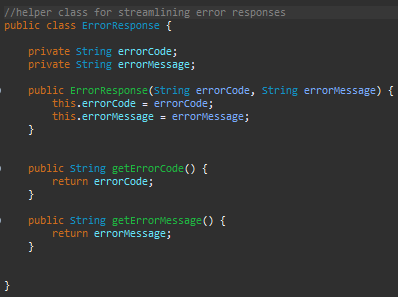 //helper class for streamlining error responses
public class ErrorResponse {
private String errorCode;
private String errorMessage;
public ErrorResponse(String errorCode, String errorMessage) {
this.errorCode = errorCode;
this.errorMessage = errorMessage;
}
public String getErrorCode() {
return errorCode;
}
public String getErrorMessage() {
return errorMessage;
}
}